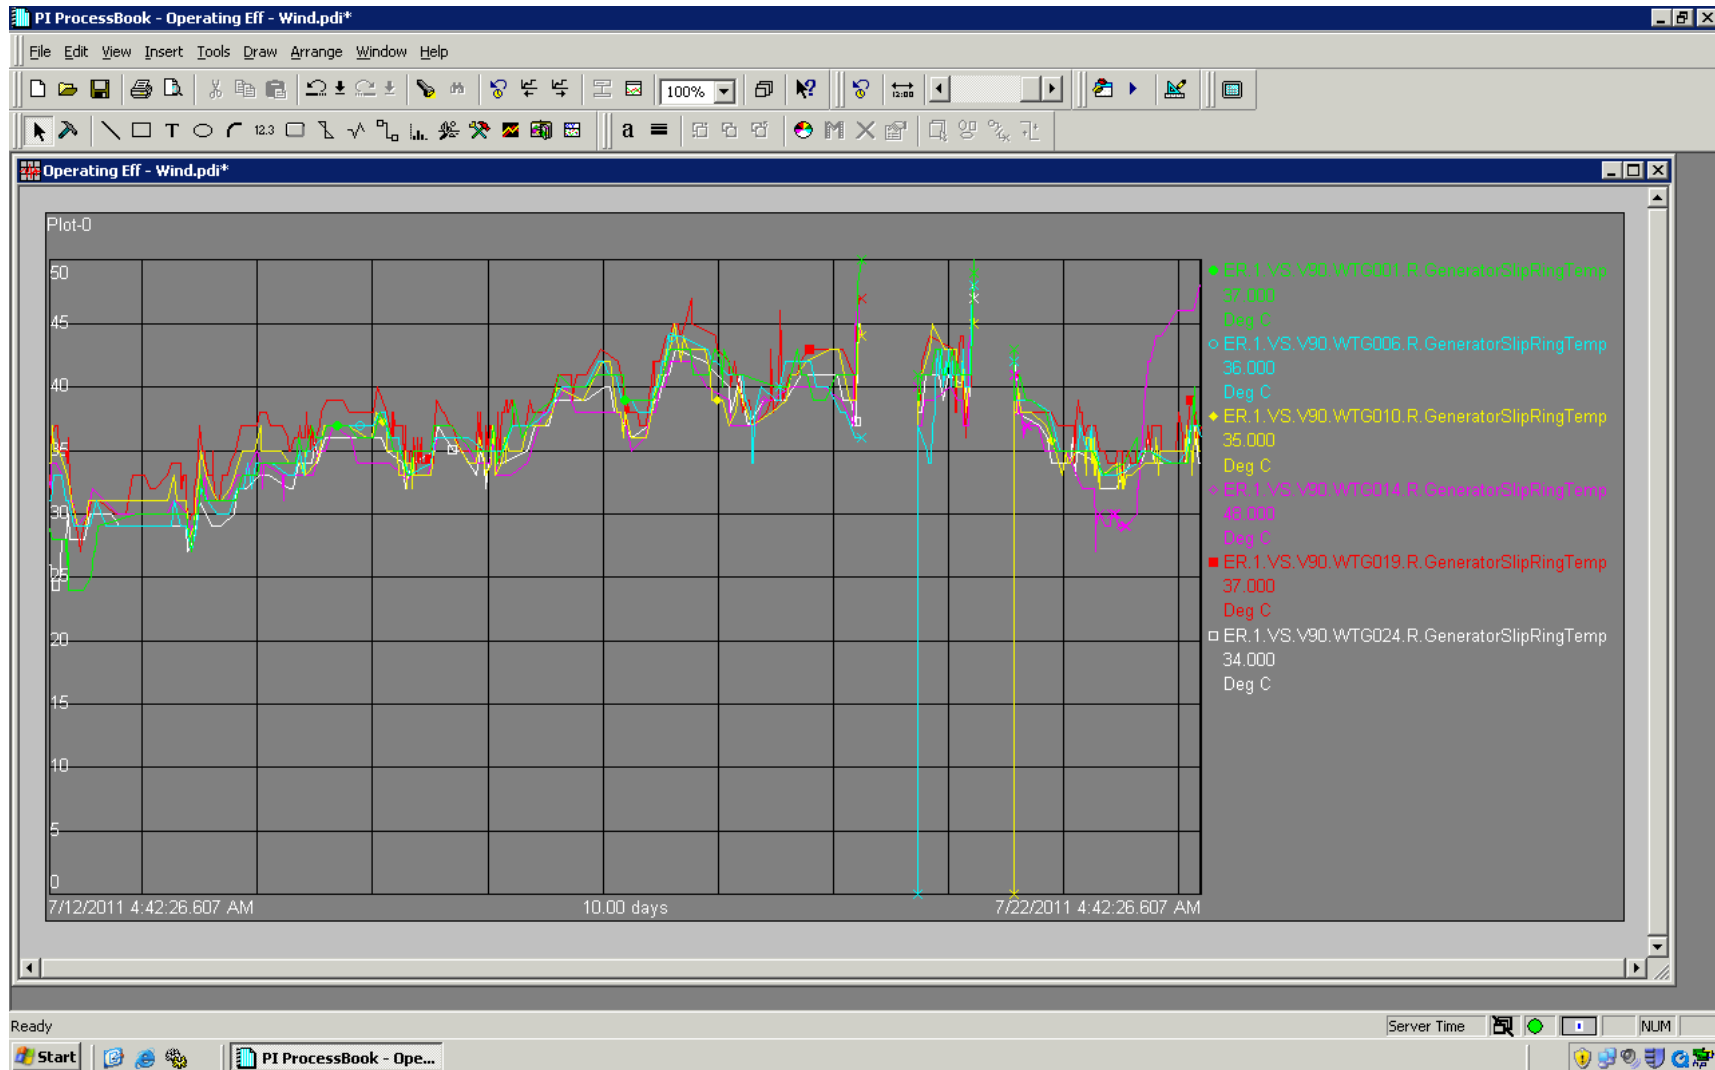 PI ProcessBook - Operating Eff - Wind.pdi*
File Edit View Insert Tools Draw Arrange Window Help
100%
12:00
T 12.3
a
Operating Eff - Wind.pdi*
Plot-0
50
45
40
35
30
25
20
15
10
5
0
7/12/2011 4:42:26.607 AM 10.00 days 7/22/2011 4:42:26.607 AM
ER.1.VS.V90.WTG001.R.GeneratorSlipRingTemp
37.000
Deg C
ER.1.VS.V90.WTG006.R.GeneratorSlipRingTemp
36.000
Deg C
ER.1.VS.V90.WTG010.R.GeneratorSlipRingTemp
35.000
Deg C
ER.1.VS.V90.WTG014.R.GeneratorSlipRingTemp
48.000
Deg C
ER.1.VS.V90.WTG019.R.GeneratorSlipRingTemp
37.000
Deg C
ER.1.VS.V90.WTG024.R.GeneratorSlipRingTemp
34.000
Deg C
Ready Server Time NUM
Start PI ProcessBook - Ope...